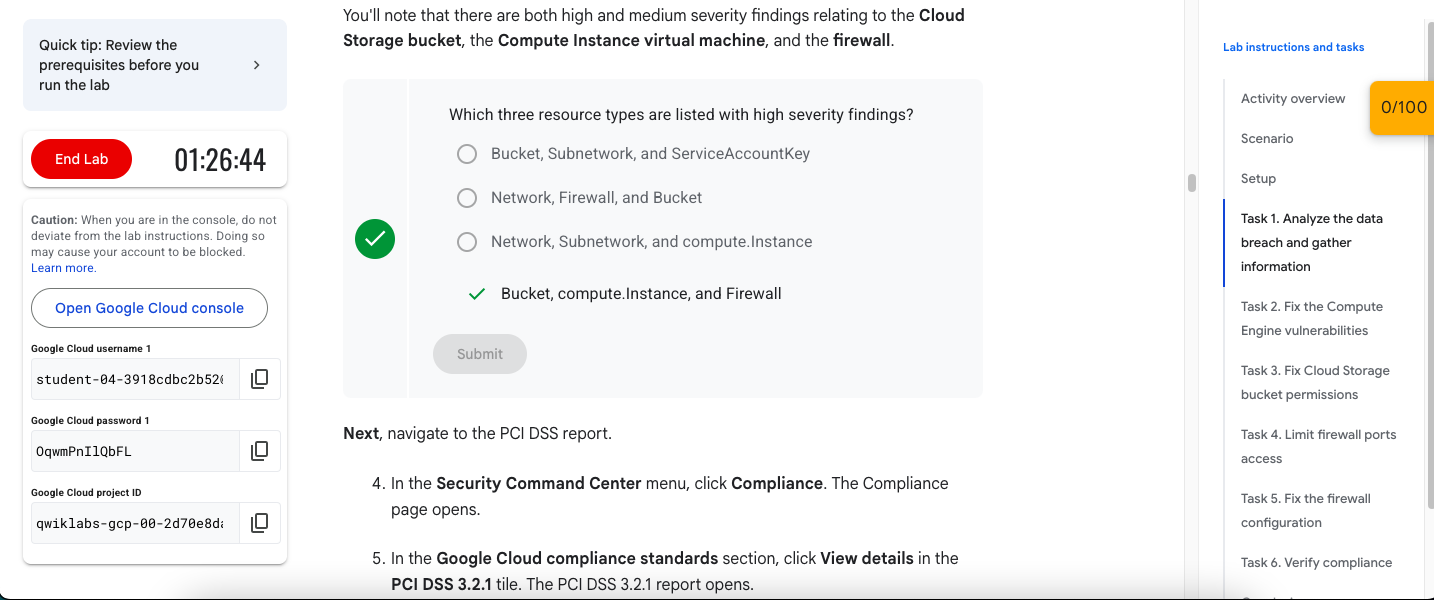 Quick tip: Review the
prerequisites before you
run the lab
End Lab
01:26:44
Caution: When you are in the console, do not
deviate from the lab instructions. Doing so
may cause your account to be blocked.
Learn more.
Open Google Cloud console
Google Cloud username 1
student-04-3918cdbc2b52
Google Cloud password 1
OqwmPnIlQbFL
Google Cloud project ID
qwiklabs-gcp-00-2d70e8d
You'll note that there are both high and medium severity findings relating to the Cloud
Storage bucket, the Compute Instance virtual machine, and the firewall.
Which three resource types are listed with high severity findings?
Bucket, Subnetwork, and ServiceAccountKey
Network, Firewall, and Bucket
Network, Subnetwork, and compute.Instance
Bucket, compute.Instance, and Firewall
Submit
Next, navigate to the PCI DSS report.
4. In the Security Command Center menu, click Compliance. The Compliance
page opens.
5. In the Google Cloud compliance standards section, click View details in the
PCI DSS 3.2.1 tile. The PCI DSS 3.2.1 report opens.
Lab instructions and tasks
0/100
Activity overview
Scenario
Setup
Task 1. Analyze the data
breach and gather
information
Task 2. Fix the Compute
Engine vulnerabilities
Task 3. Fix Cloud Storage
bucket permissions
Task 4. Limit firewall ports
access
Task 5. Fix the firewall
configuration
Task 6. Verify compliance